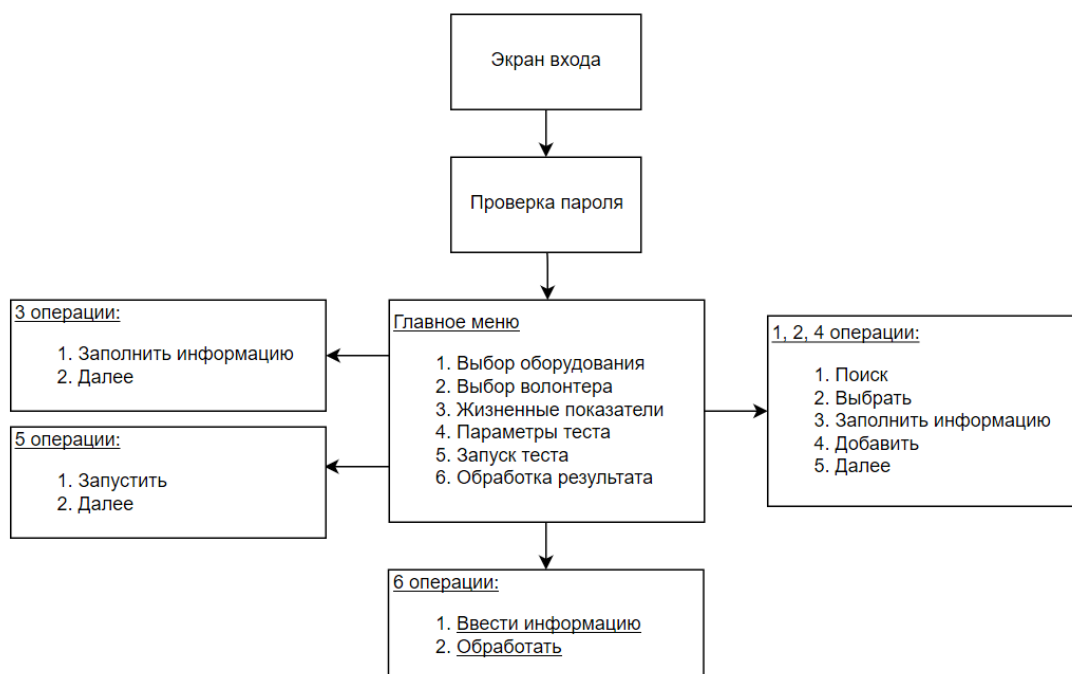 Экран входа
Проверка пароля
3 операции:
1. Заполнить информацию
2. Далее
5 операции:
1. Запустить
2. Далее
Главное меню
1. Выбор оборудования
2. Выбор волонтера
3. Жизненные показатели
4. Параметры теста
5. Запуск теста
6. Обработка результата
1, 2, 4 операции:
1. Поиск
2. Выбрать
3. Заполнить информацию
4. Добавить
5. Далее
6 операции:
1. Ввести информацию
2. Обработать